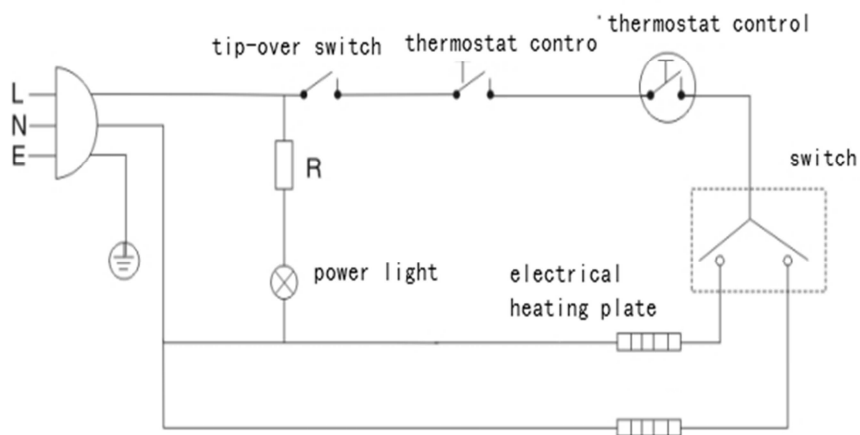 'thermostat control
tip-over switch
thermostat contro
L
N
E
R
switch
power light
electrical
heating plate